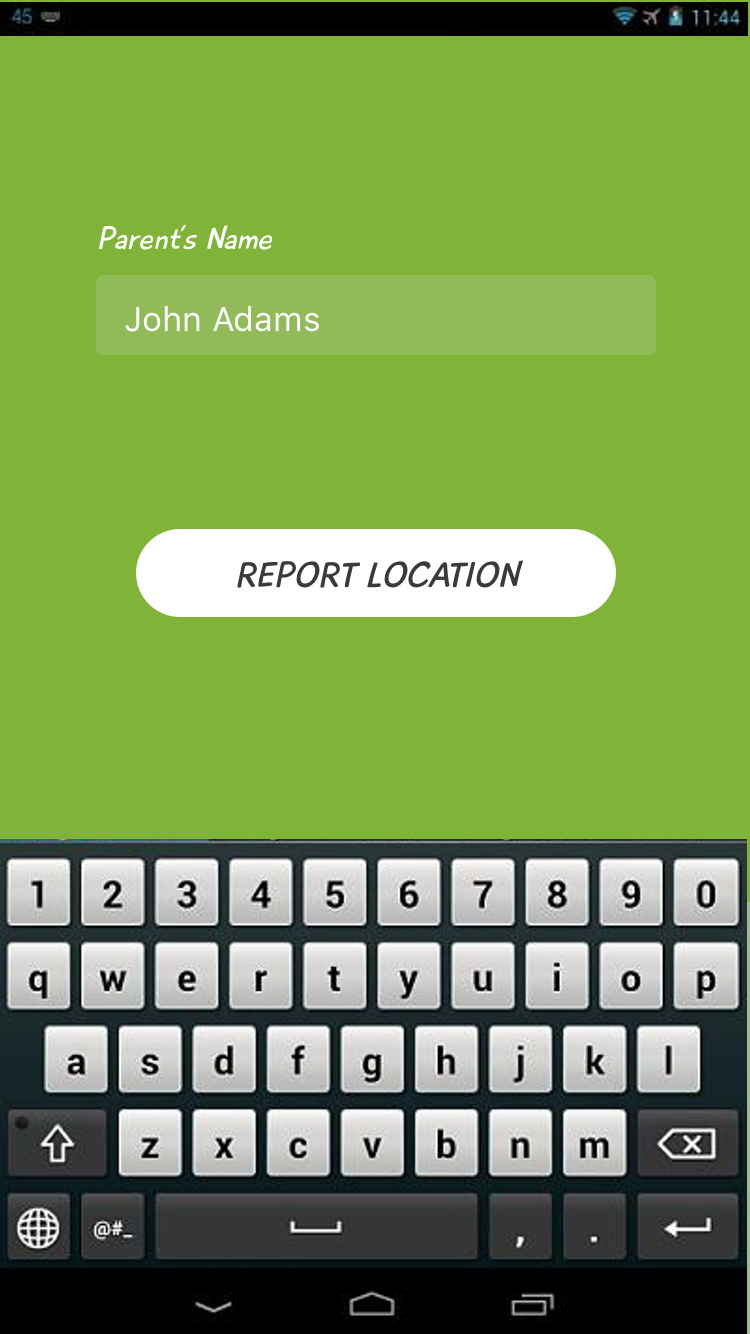 45 11:44
Parent's Name
John Adams
REPORT LOCATION
1 2 3 4 5 6 7 8 9 0
q w e r t y u i o p
a s d f g h j k l
z x c v b n m
@#_ , .